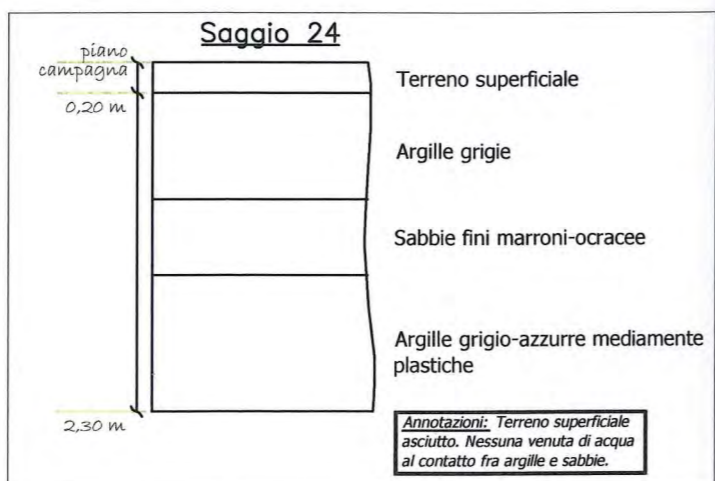 Saggio 24
piano
campagna
0,20 m
Terreno superficiale
Argille grigie
Sabbie fini marroni-ocracee
Argille grigio-azzurre mediamente
plastiche
2,30 m
Annotazioni: Terreno superficiale
asciutto. Nessuna venuta di acqua
al contatto fra argille e sabbie.